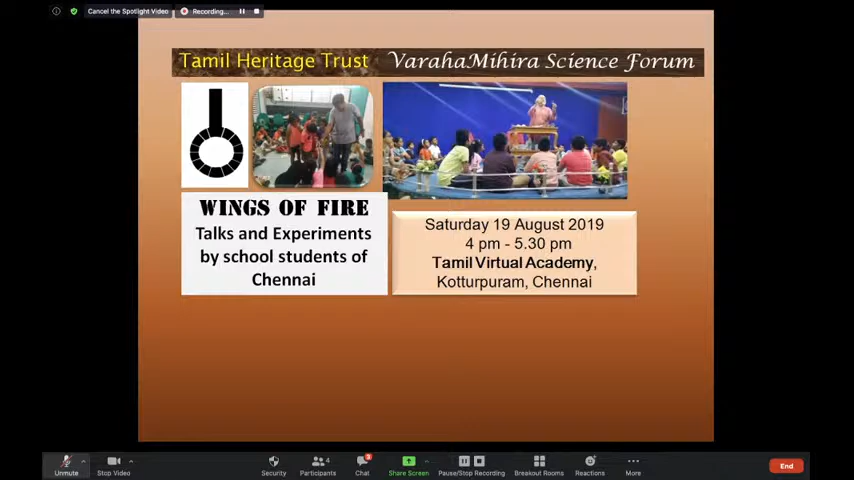 Cancel the Spotlight Video
Recording...
Tamil Heritage Trust
VarahaMihira Science Forum
WINGS OF FIRE
Talks and Experiments
by school students of
Chennai
Saturday 19 August 2019
4 pm - 5.30 pm
Tamil Virtual Academy,
Kotturpuram, Chennai
Unmute
Stop Video
Security
4
Participants
3
Chat
Share Screen
Pause/Stop Recording
Breakout Rooms
Reactions
More
End